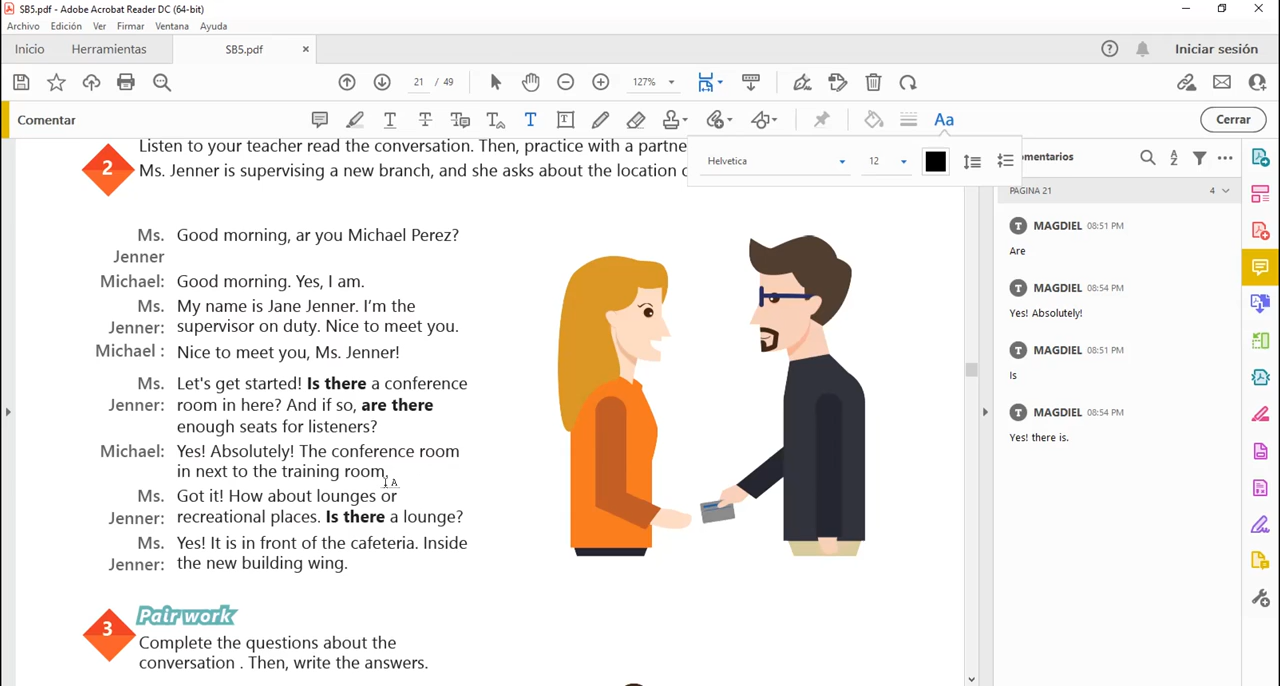 SB5.pdf - Adobe Acrobat Reader DC (64-bit)
Archivo Edición Ver Firmar Ventana Ayuda
Inicio Herramientas SB5.pdf × Iniciar sesión
21 / 49 127%
Comentar Aa Cerrar
Helvetica 12 omentarios
Listen to your teacher read the conversation. Then, practice with a partne
2 Ms. Jenner is supervising a new branch, and she asks about the location
PÁGINA 21 4
Ms. Jenner Good morning, ar you Michael Perez?
Michael: Good morning. Yes, I am.
Ms. My name is Jane Jenner. I'm the
Jenner: supervisor on duty. Nice to meet you.
Michael : Nice to meet you, Ms. Jenner!
Ms. Let's get started! Is there a conference
Jenner: room in here? And if so, are there
enough seats for listeners?
Michael: Yes! Absolutely! The conference room
in next to the training room.
Ms. Got it! How about lounges or
Jenner: recreational places. Is there a lounge?
Ms. Yes! It is in front of the cafeteria. Inside
Jenner: the new building wing.
3 Pair work
Complete the questions about the
conversation . Then, write the answers.
T MAGDIEL 08:51 PM
Are
T MAGDIEL 08:54 PM
Yes! Absolutely!
T MAGDIEL 08:51 PM
Is
T MAGDIEL 08:54 PM
Yes! there is.